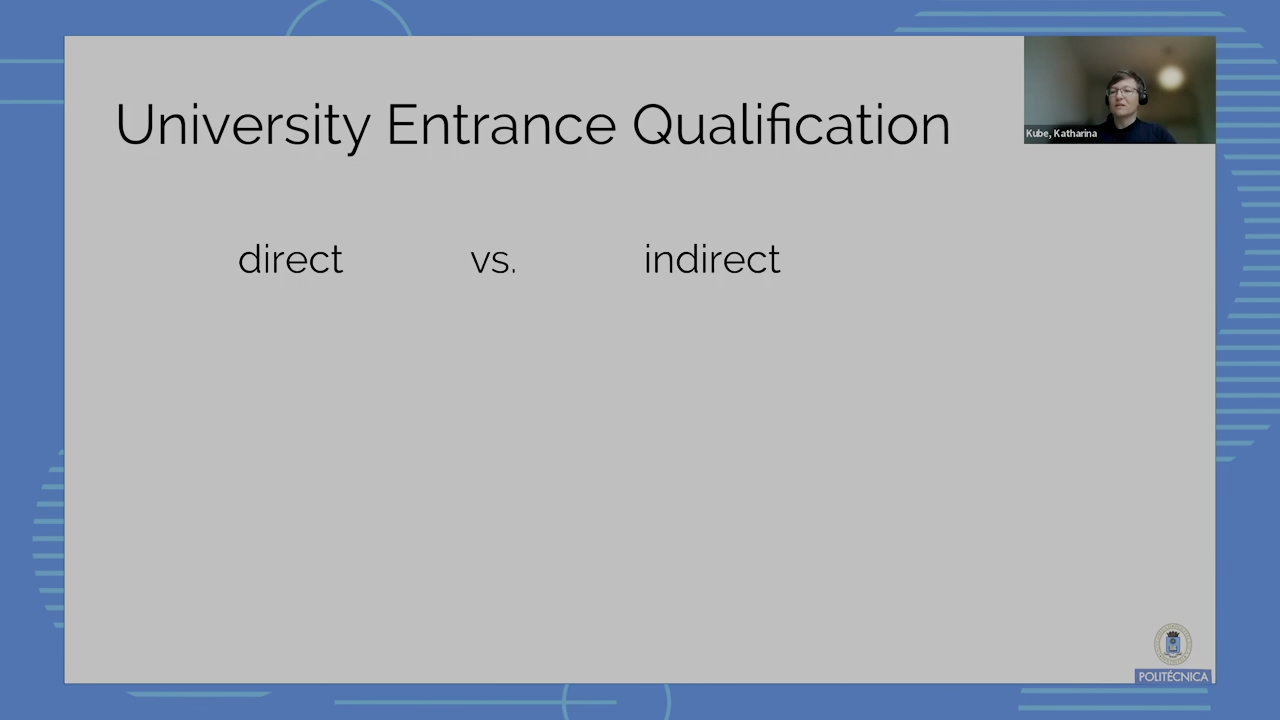 University Entrance Qualification
Kube, Katharina
direct vs. indirect
POLITÉCNICA